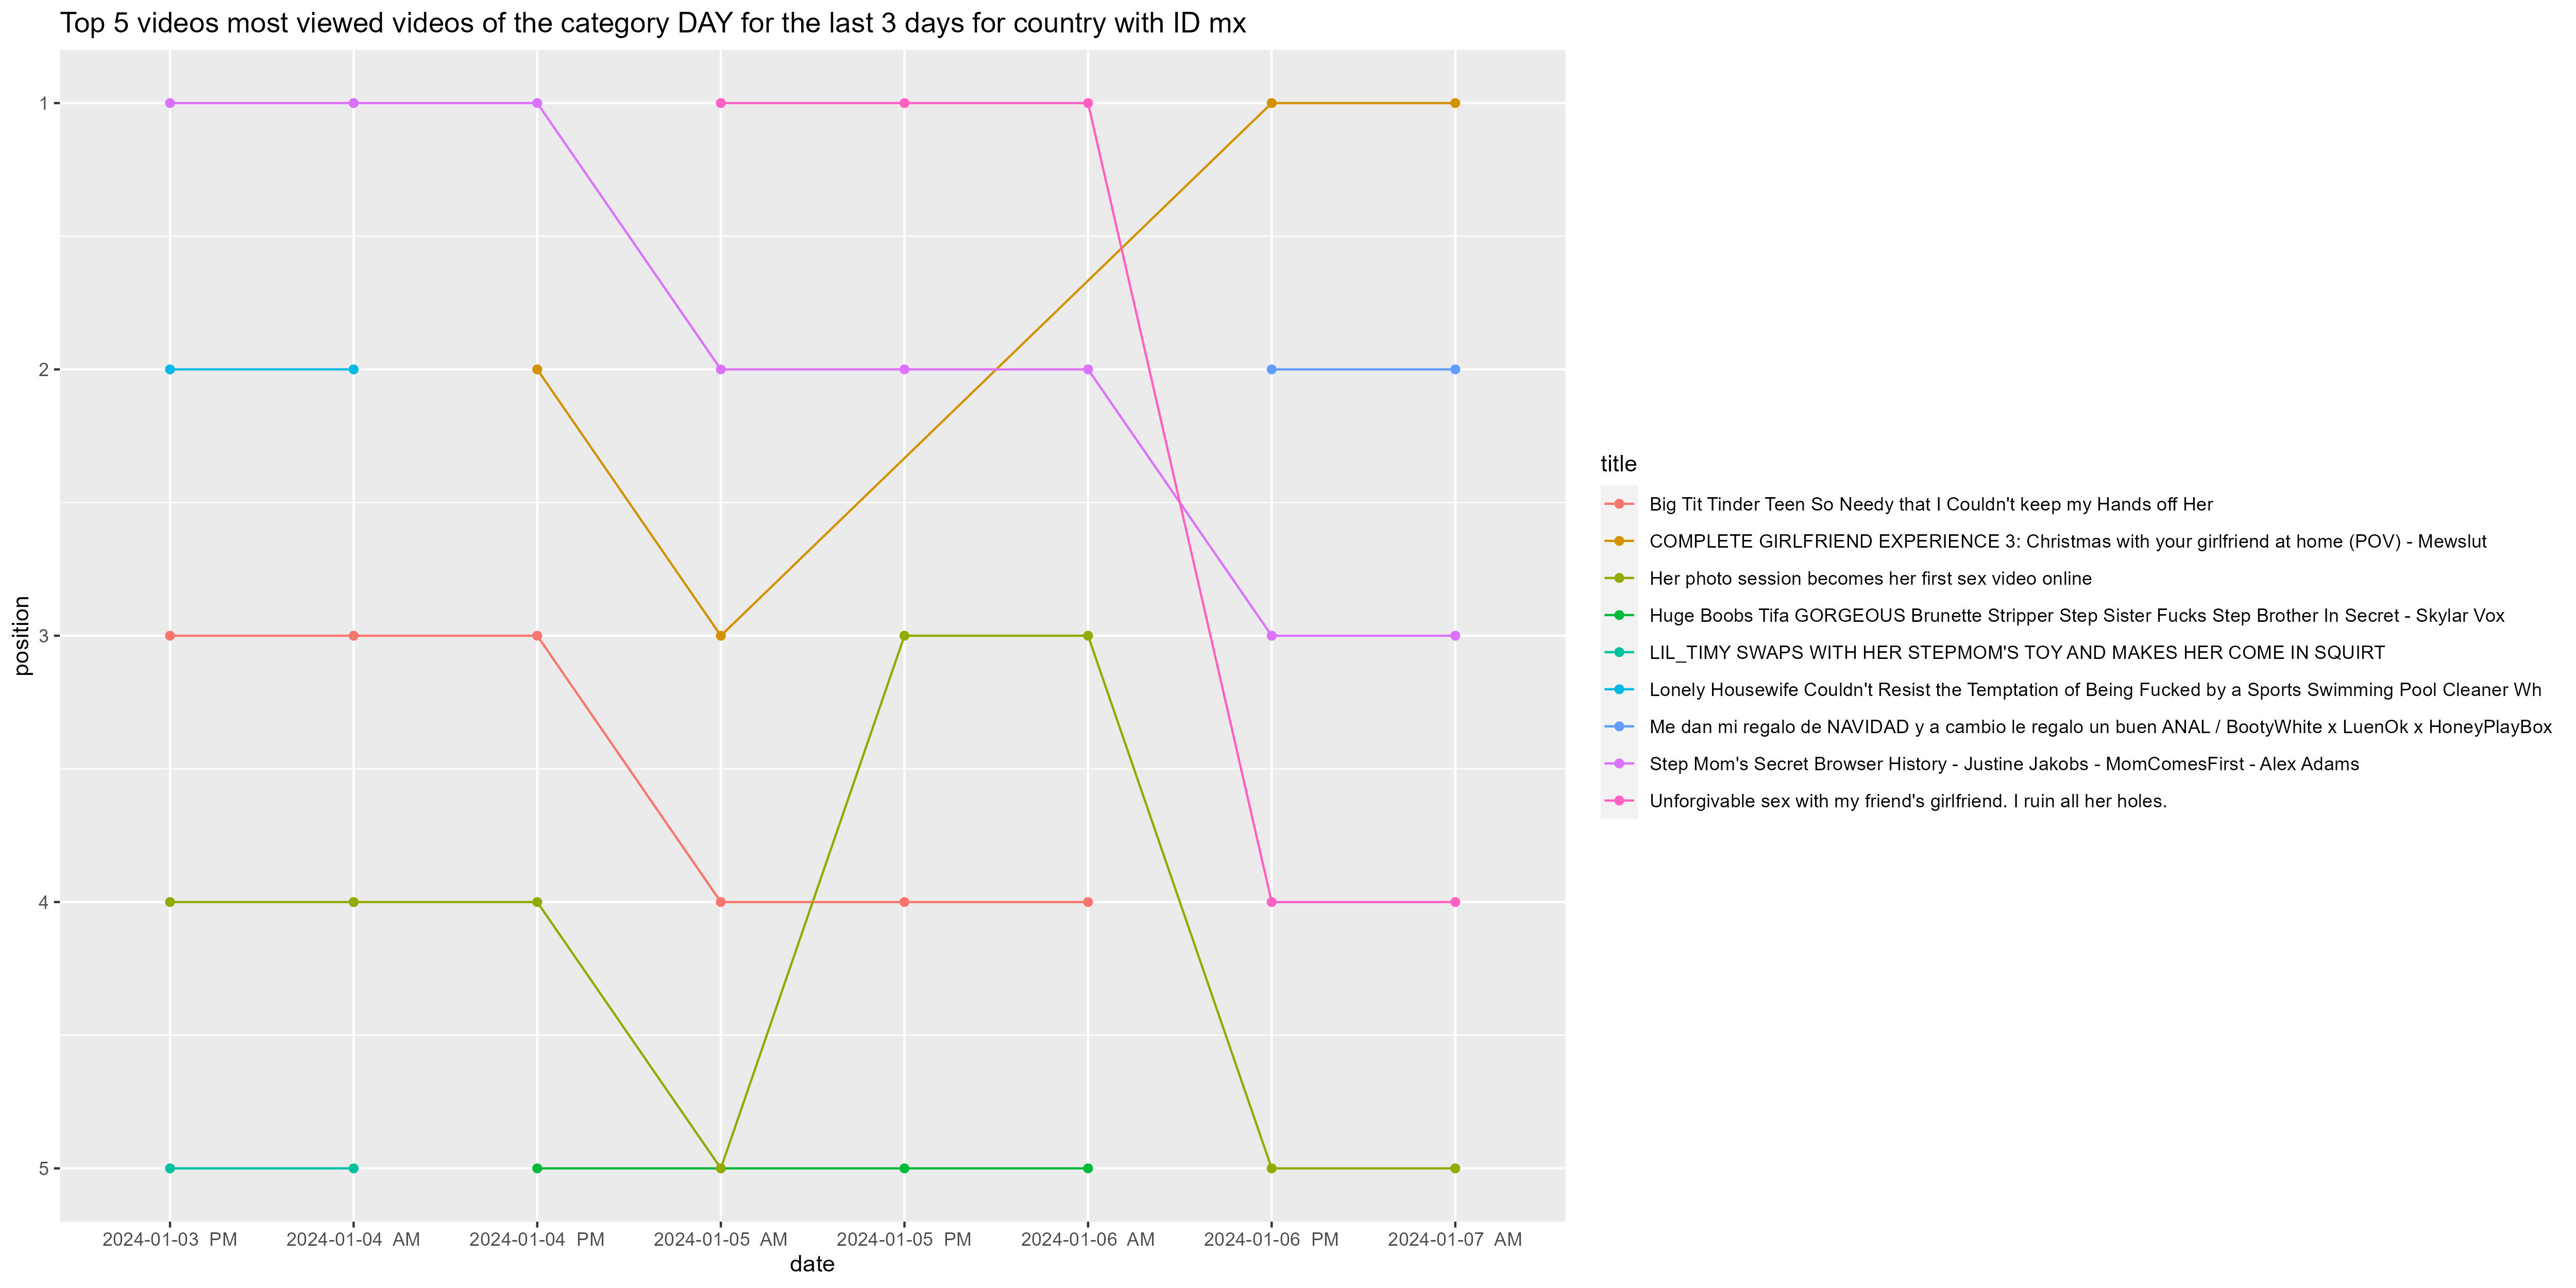 Top 5 videos most viewed videos of the category DAY for the last 3 days for country with ID mx
1
2
3
4
5
position
2024-01-03 PM
2024-01-04 AM
2024-01-04 PM
2024-01-05 AM
2024-01-05 PM
2024-01-06 AM
2024-01-06 PM
2024-01-07 AM
date
title
Big Tit Tinder Teen So Needy that I Couldn't keep my Hands off Her
COMPLETE GIRLFRIEND EXPERIENCE 3: Christmas with your girlfriend at home (POV) - Mewslut
Her photo session becomes her first sex video online
Huge Boobs Tifa GORGEOUS Brunette Stripper Step Sister Fucks Step Brother In Secret - Skylar Vox
LIL_TIMY SWAPS WITH HER STEPMOM'S TOY AND MAKES HER COME IN SQUIRT
Lonely Housewife Couldn't Resist the Temptation of Being Fucked by a Sports Swimming Pool Cleaner Wh
Me dan mi regalo de NAVIDAD y a cambio le regalo un buen ANAL / BootyWhite x LuenOk x HoneyPlayBox
Step Mom's Secret Browser History - Justine Jakobs - MomComesFirst - Alex Adams
Unforgivable sex with my friend's girlfriend. I ruin all her holes.